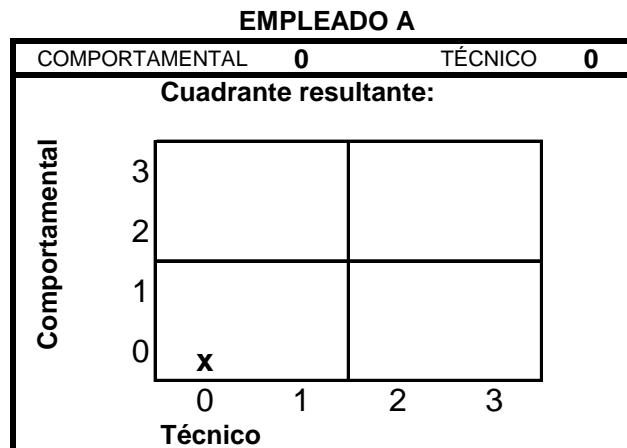 EMPLEADO A
COMPORTAMENTAL 0 TÉCNICO 0
Cuadrante resultante:
Comportamental
3
2
1
0
x
0 1 2 3
Técnico